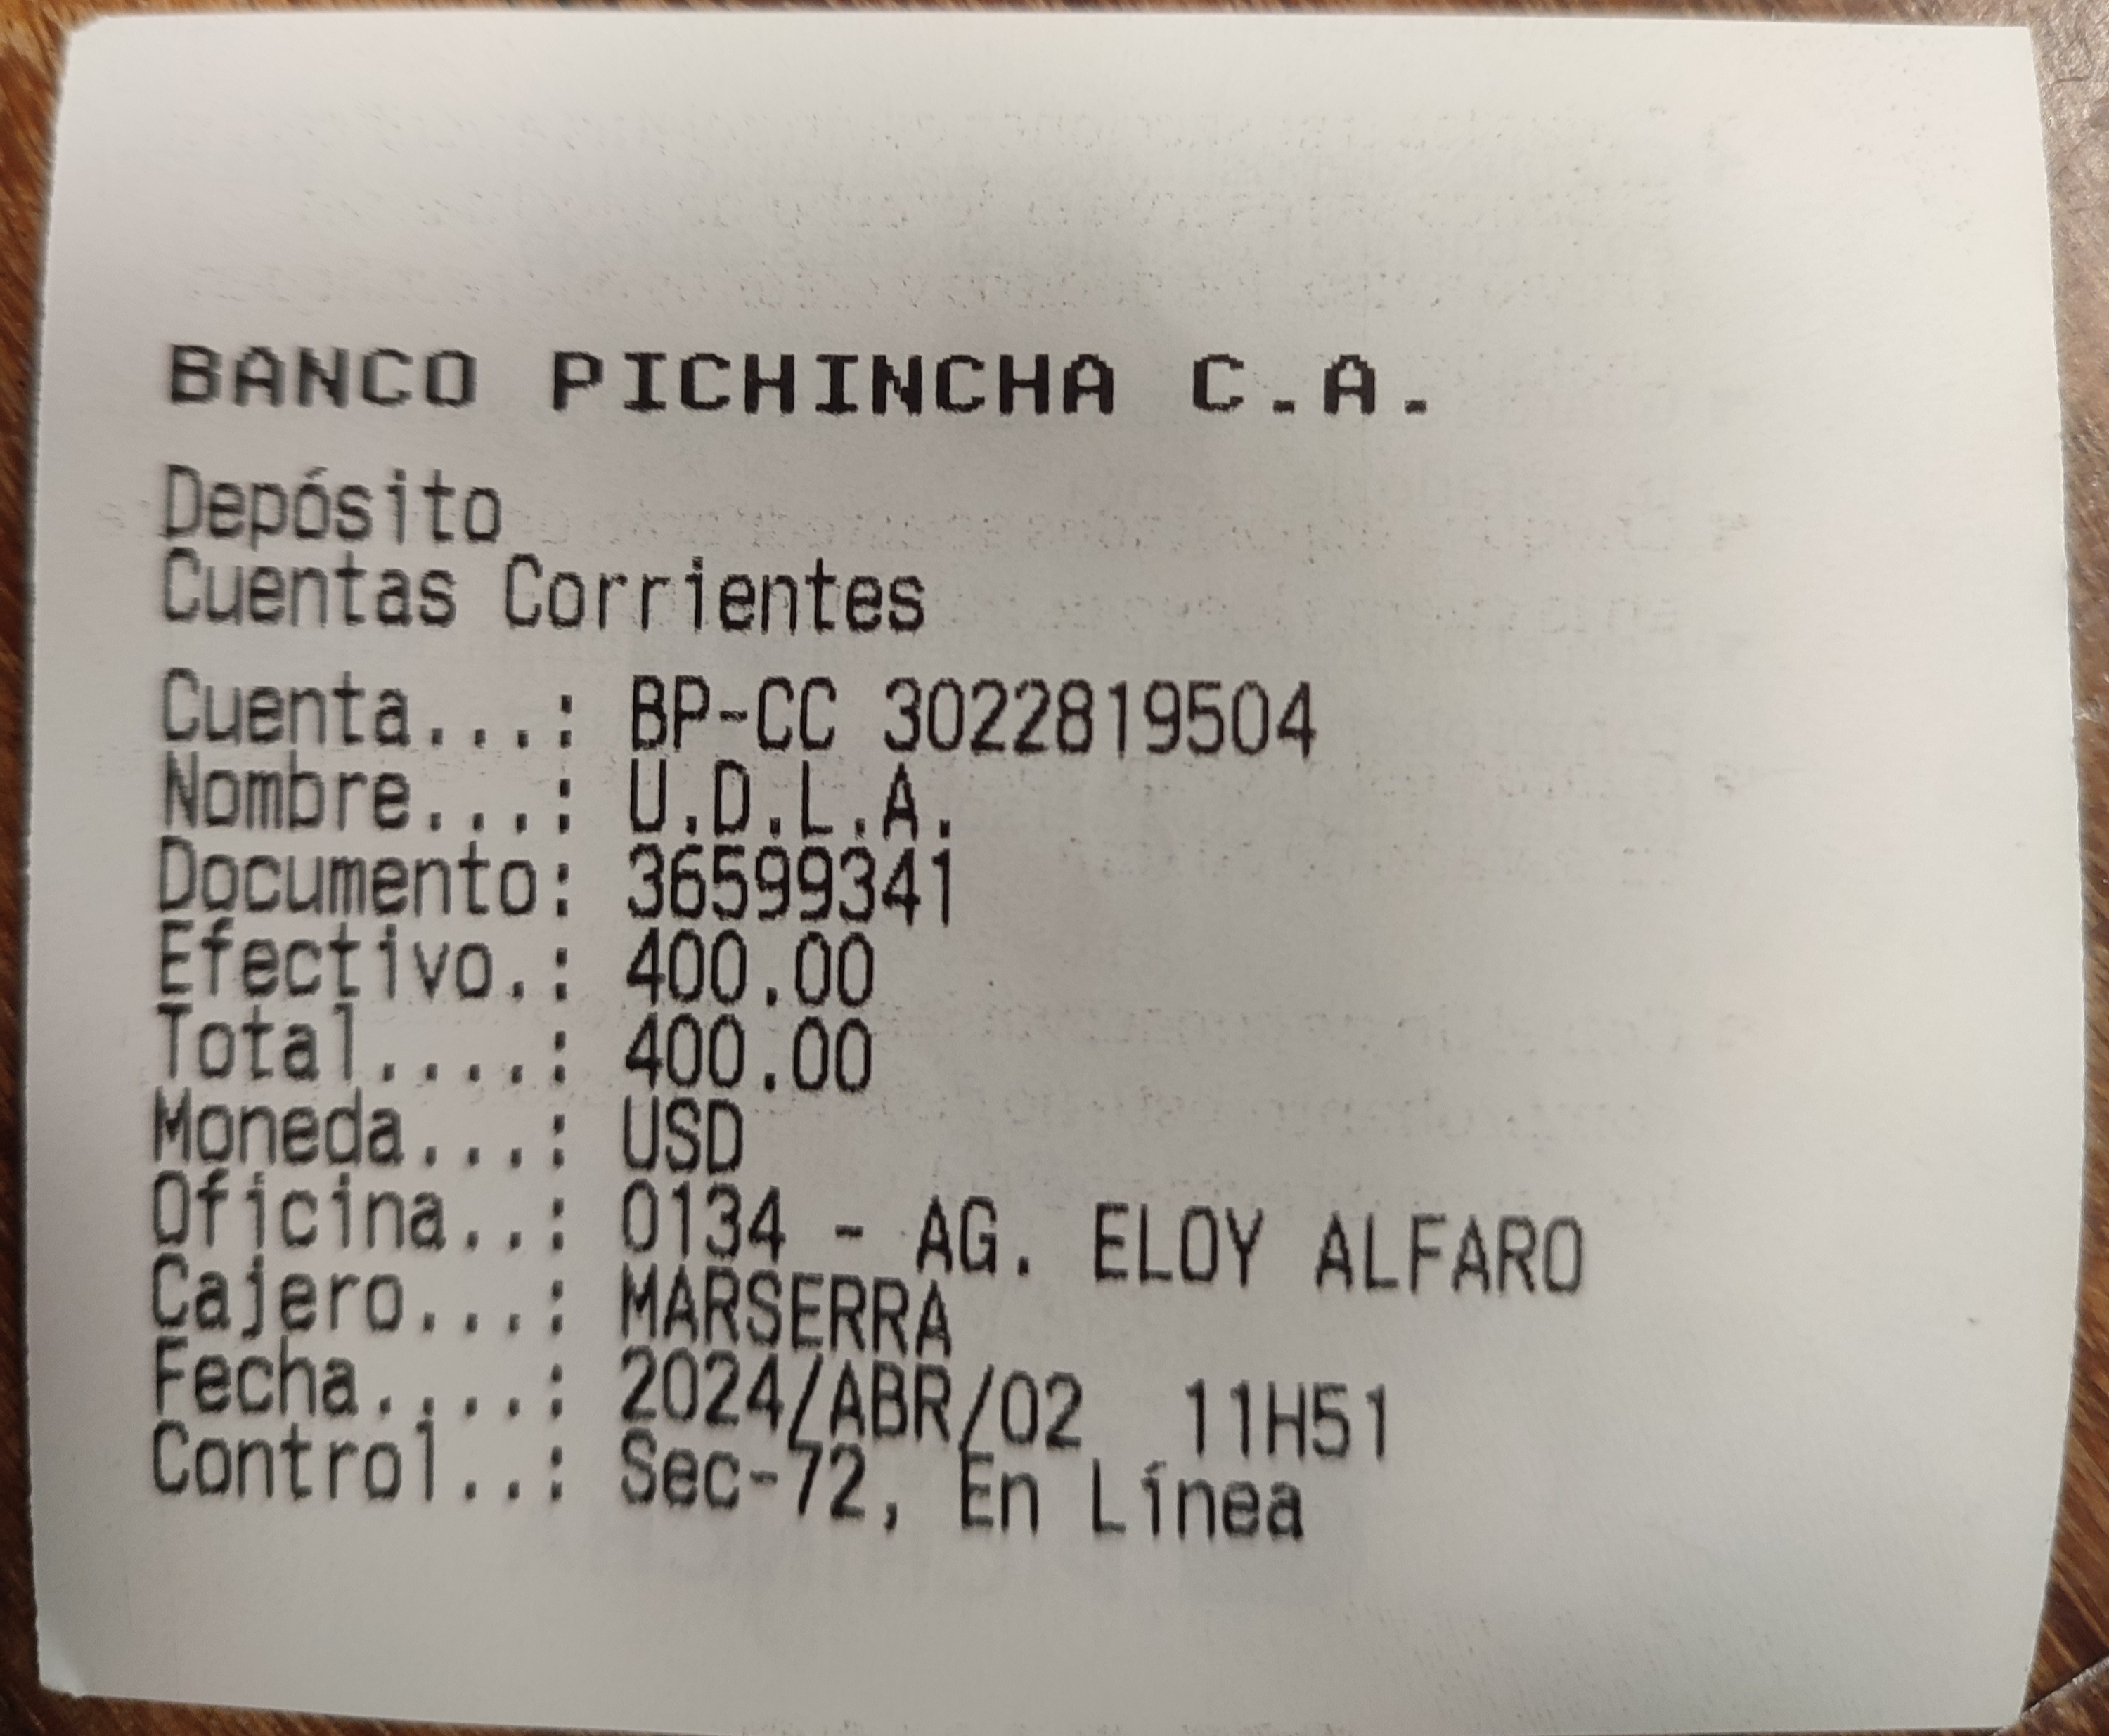 BANCO PICHINCHA C.A.
Depósito
Cuentas Corrientes
Cuenta...: BP-CC 3022819504
Nombre...: U.D.L.A.
Documento: 36599341
Efectivo.: 400.00
Total....: 400.00
Moneda...: USD
Oficina..: 0134 - AG. ELOY ALFARO
Cajero...: MARSERRA
Fecha....: 2024/ABR/02  11H51
Control..: Sec-72, En Línea